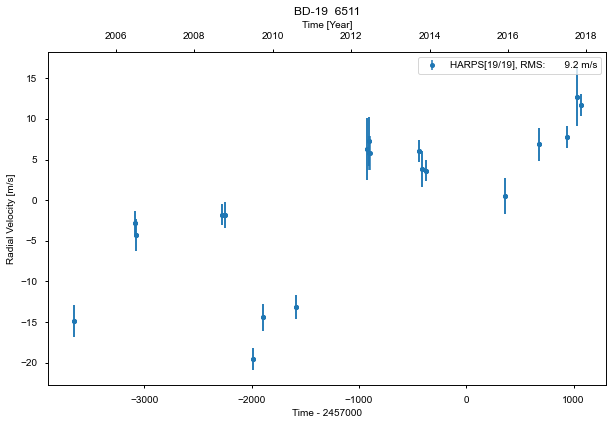 BD-19 6511
Time [Year]
2006 2008 2010 2012 2014 2016 2018
HARPS[19/19], RMS: 9.2 m/s
15
10
5
0
−5
−10
−15
−20
Radial Velocity [m/s]
−3000 −2000 −1000 0 1000
Time - 2457000